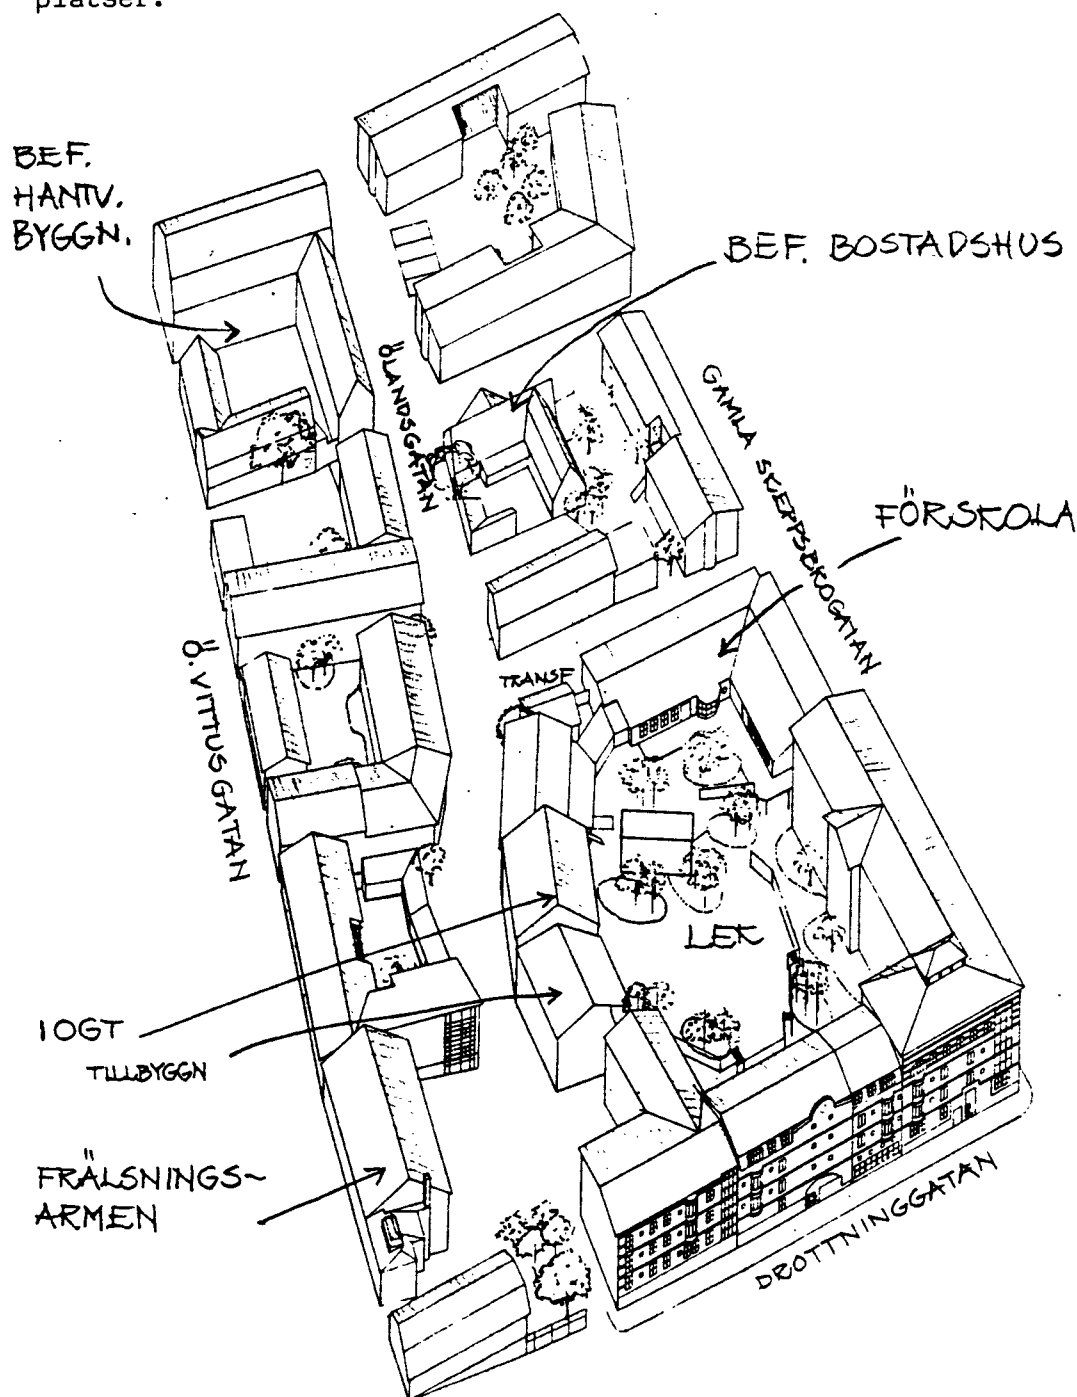 platser.
BEF.
HANTV.
BYGGN.
BEF. BOSTADSHUS
ÖLANDSGATAN
GAMLA SKEPPSBROGATAN
FÖRSKOLA
Ö. VITTUSGATAN
TRANSF
LEK
IOGT
TILLBYGGN
FRÄLSNINGS-
ARMEN
DROTTNINGGATAN